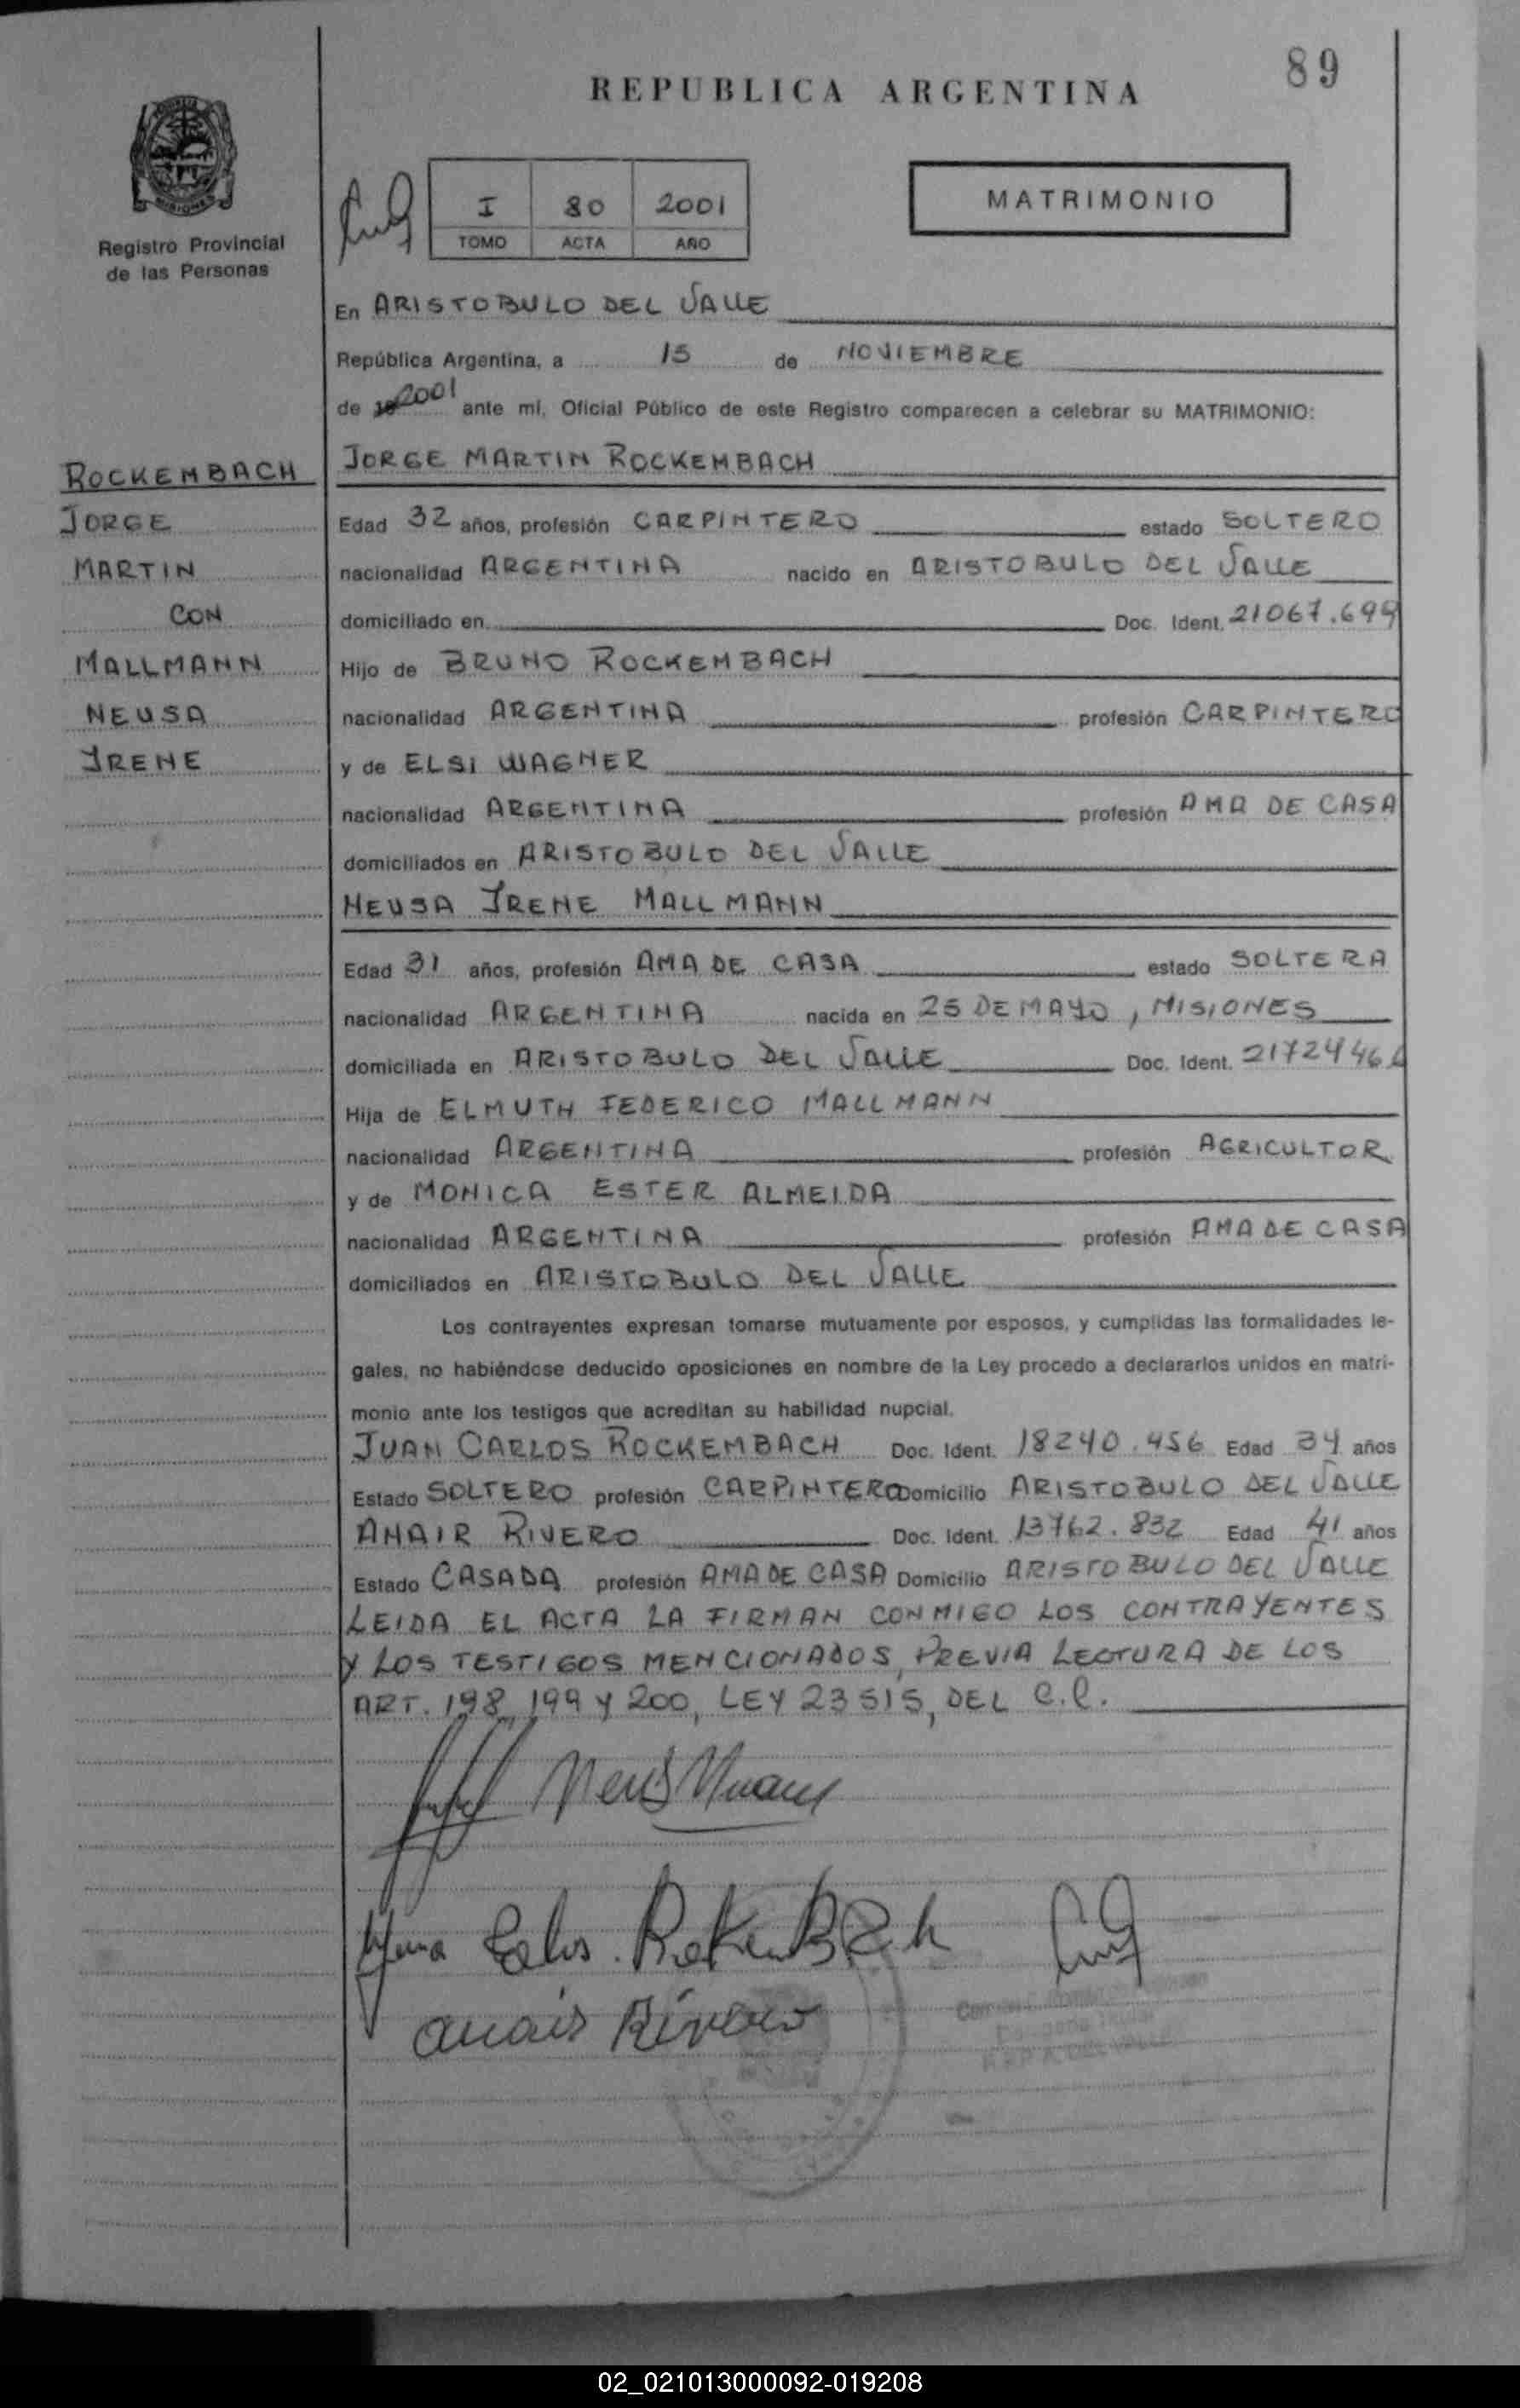 89
REPUBLICA ARGENTINA
MATRIMONIO
I 80 2001
TOMO ACTA AÑO
Registro Provincial
de las Personas
En ARISTOBULO DEL VALLE
República Argentina, a 15 de NOVIEMBRE
de 2001 ante mí, Oficial Público de este Registro comparecen a celebrar su MATRIMONIO:
ROCKEMBACH
JORGE
MARTIN
CON
MALLMANN
NEUSA
IRENE
JORGE MARTIN ROCKEMBACH
Edad 32 años, profesión CARPINTERO estado SOLTERO
nacionalidad ARGENTINA nacido en ARISTOBULO DEL VALLE
domiciliado en Doc. Ident. 21067.699
Hijo de BRUNO ROCKEMBACH
nacionalidad ARGENTINA profesión CARPINTERO
y de ELSI WAGNER
nacionalidad ARGENTINA profesión AMA DE CASA
domiciliados en ARISTOBULO DEL VALLE
NEUSA IRENE MALLMANN
Edad 31 años, profesión AMA DE CASA estado SOLTERA
nacionalidad ARGENTINA nacida en 25 DE MAYO, MISIONES
domiciliada en ARISTOBULO DEL VALLE Doc. Ident.
Hija de ELMUTH FEDERICO MALLMANN
nacionalidad ARGENTINA profesión AGRICULTOR
y de MONICA ESTER ALMEIDA
nacionalidad ARGENTINA profesión AMA DE CASA
domiciliados en ARISTOBULO DEL VALLE
Los contrayentes expresan tomarse mutuamente por esposos, y cumplidas las formalidades le-
gales, no habiéndose deducido oposiciones en nombre de la Ley procedo a declararlos unidos en matri-
monio ante los testigos que acreditan su habilidad nupcial.
JUAN CARLOS ROCKEMBACH Doc. Ident. 18240.456 Edad 34 años
Estado SOLTERO profesión CARPINTERO Domicilio ARISTOBULO DEL VALLE
ANAIR RIVERO Doc. Ident. 13762.832 Edad 41 años
Estado CASADA profesión AMA DE CASA Domicilio ARISTOBULO DEL VALLE
LEIDA EL ACTA LA FIRMAN CONMIGO LOS CONTRAYENTES
Y LOS TESTIGOS MENCIONADOS, PREVIA LECTURA DE LOS
ART. 198, 199 Y 200, LEY 23515, DEL C.C.
02_021013000092-019208